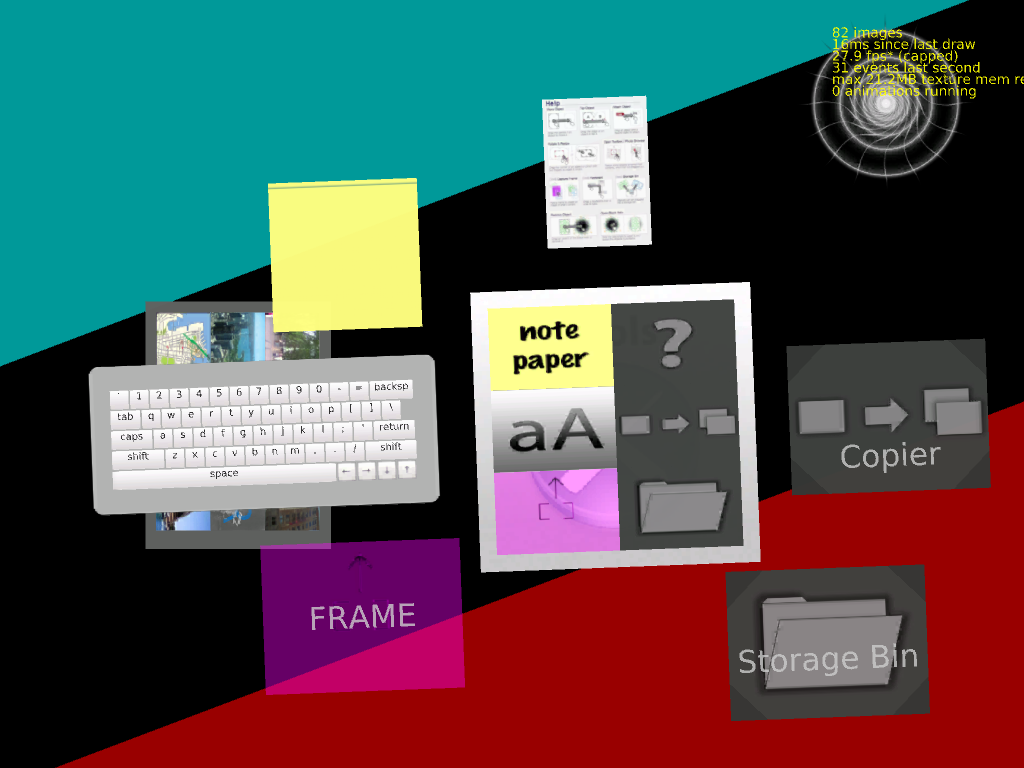 82 images
16ms since last draw
27.9 fps* (capped)
31 events last second
max 21.2MB texture mem re
0 animations running
Help
note
paper
?
aA
` 1 2 3 4 5 6 7 8 9 0 - = backsp
tab q w e r t y u i o p [ ] \
caps a s d f g h j k l ; ' return
shift z x c v b n m , . / shift
space ← → ↓ ↑
Copier
FRAME
Storage Bin